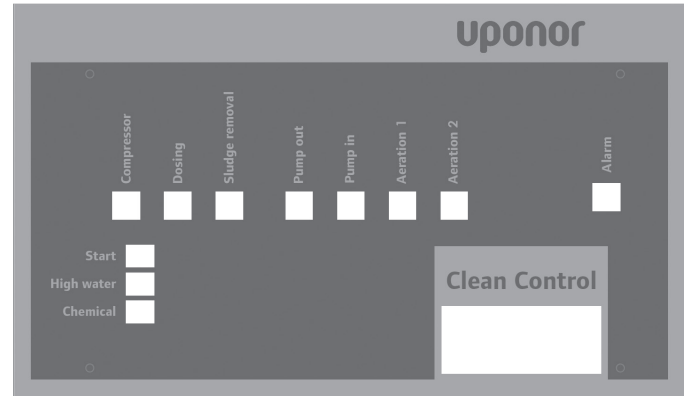 uponor
Compressor
Dosing
Sludge removal
Pump out
Pump in
Aeration 1
Aeration 2
Alarm
Start
High water
Chemical
Clean Control